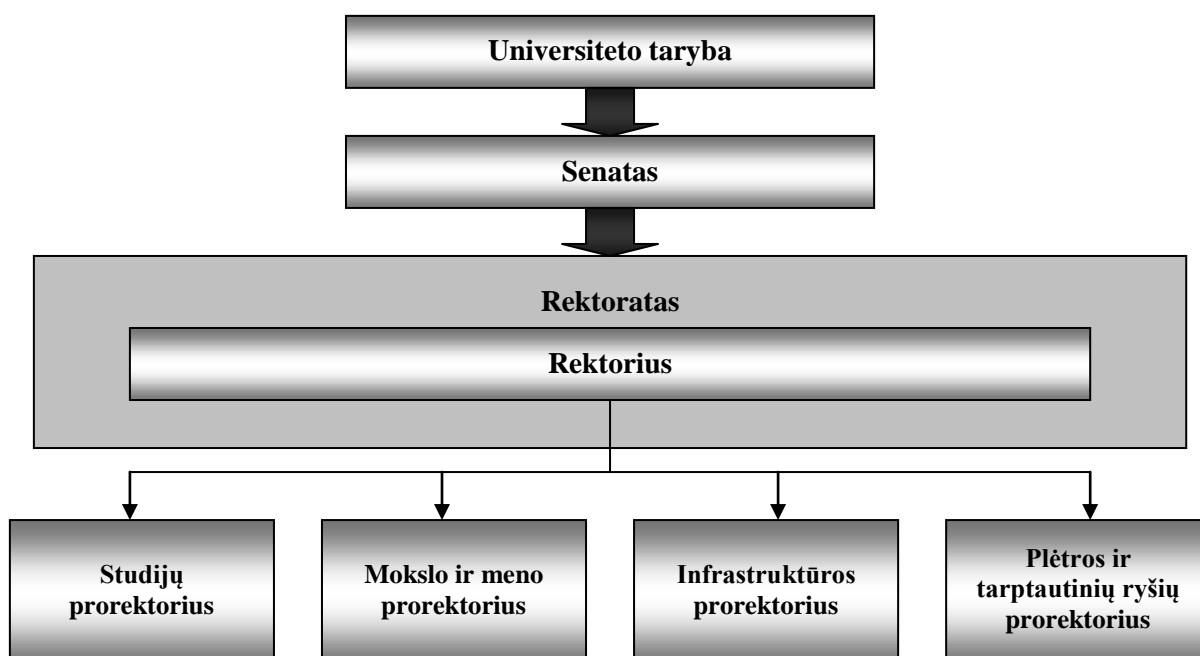 Universiteto taryba
Senatas
Rektoratas
Rektorius
Studijų
prorektorius
Mokslo ir meno
prorektorius
Infrastruktūros
prorektorius
Plėtros ir
tarptautinių ryšių
prorektorius